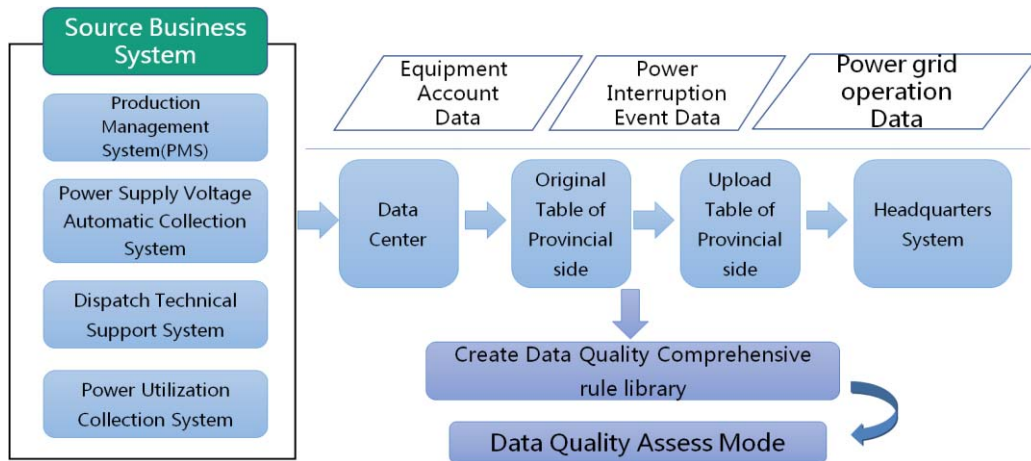 Source Business
System
Production
Management
System(PMS)
Power Supply Voltage
Automatic Collection
System
Dispatch Technical
Support System
Power Utilization
Collection System
Equipment
Account
Data
Power
Interruption
Event Data
Power grid
operation
Data
Data
Center
Original
Table of
Provincial
side
Upload
Table of
Provincial
side
Headquarters
System
Create Data Quality Comprehensive
rule library
Data Quality Assess Mode